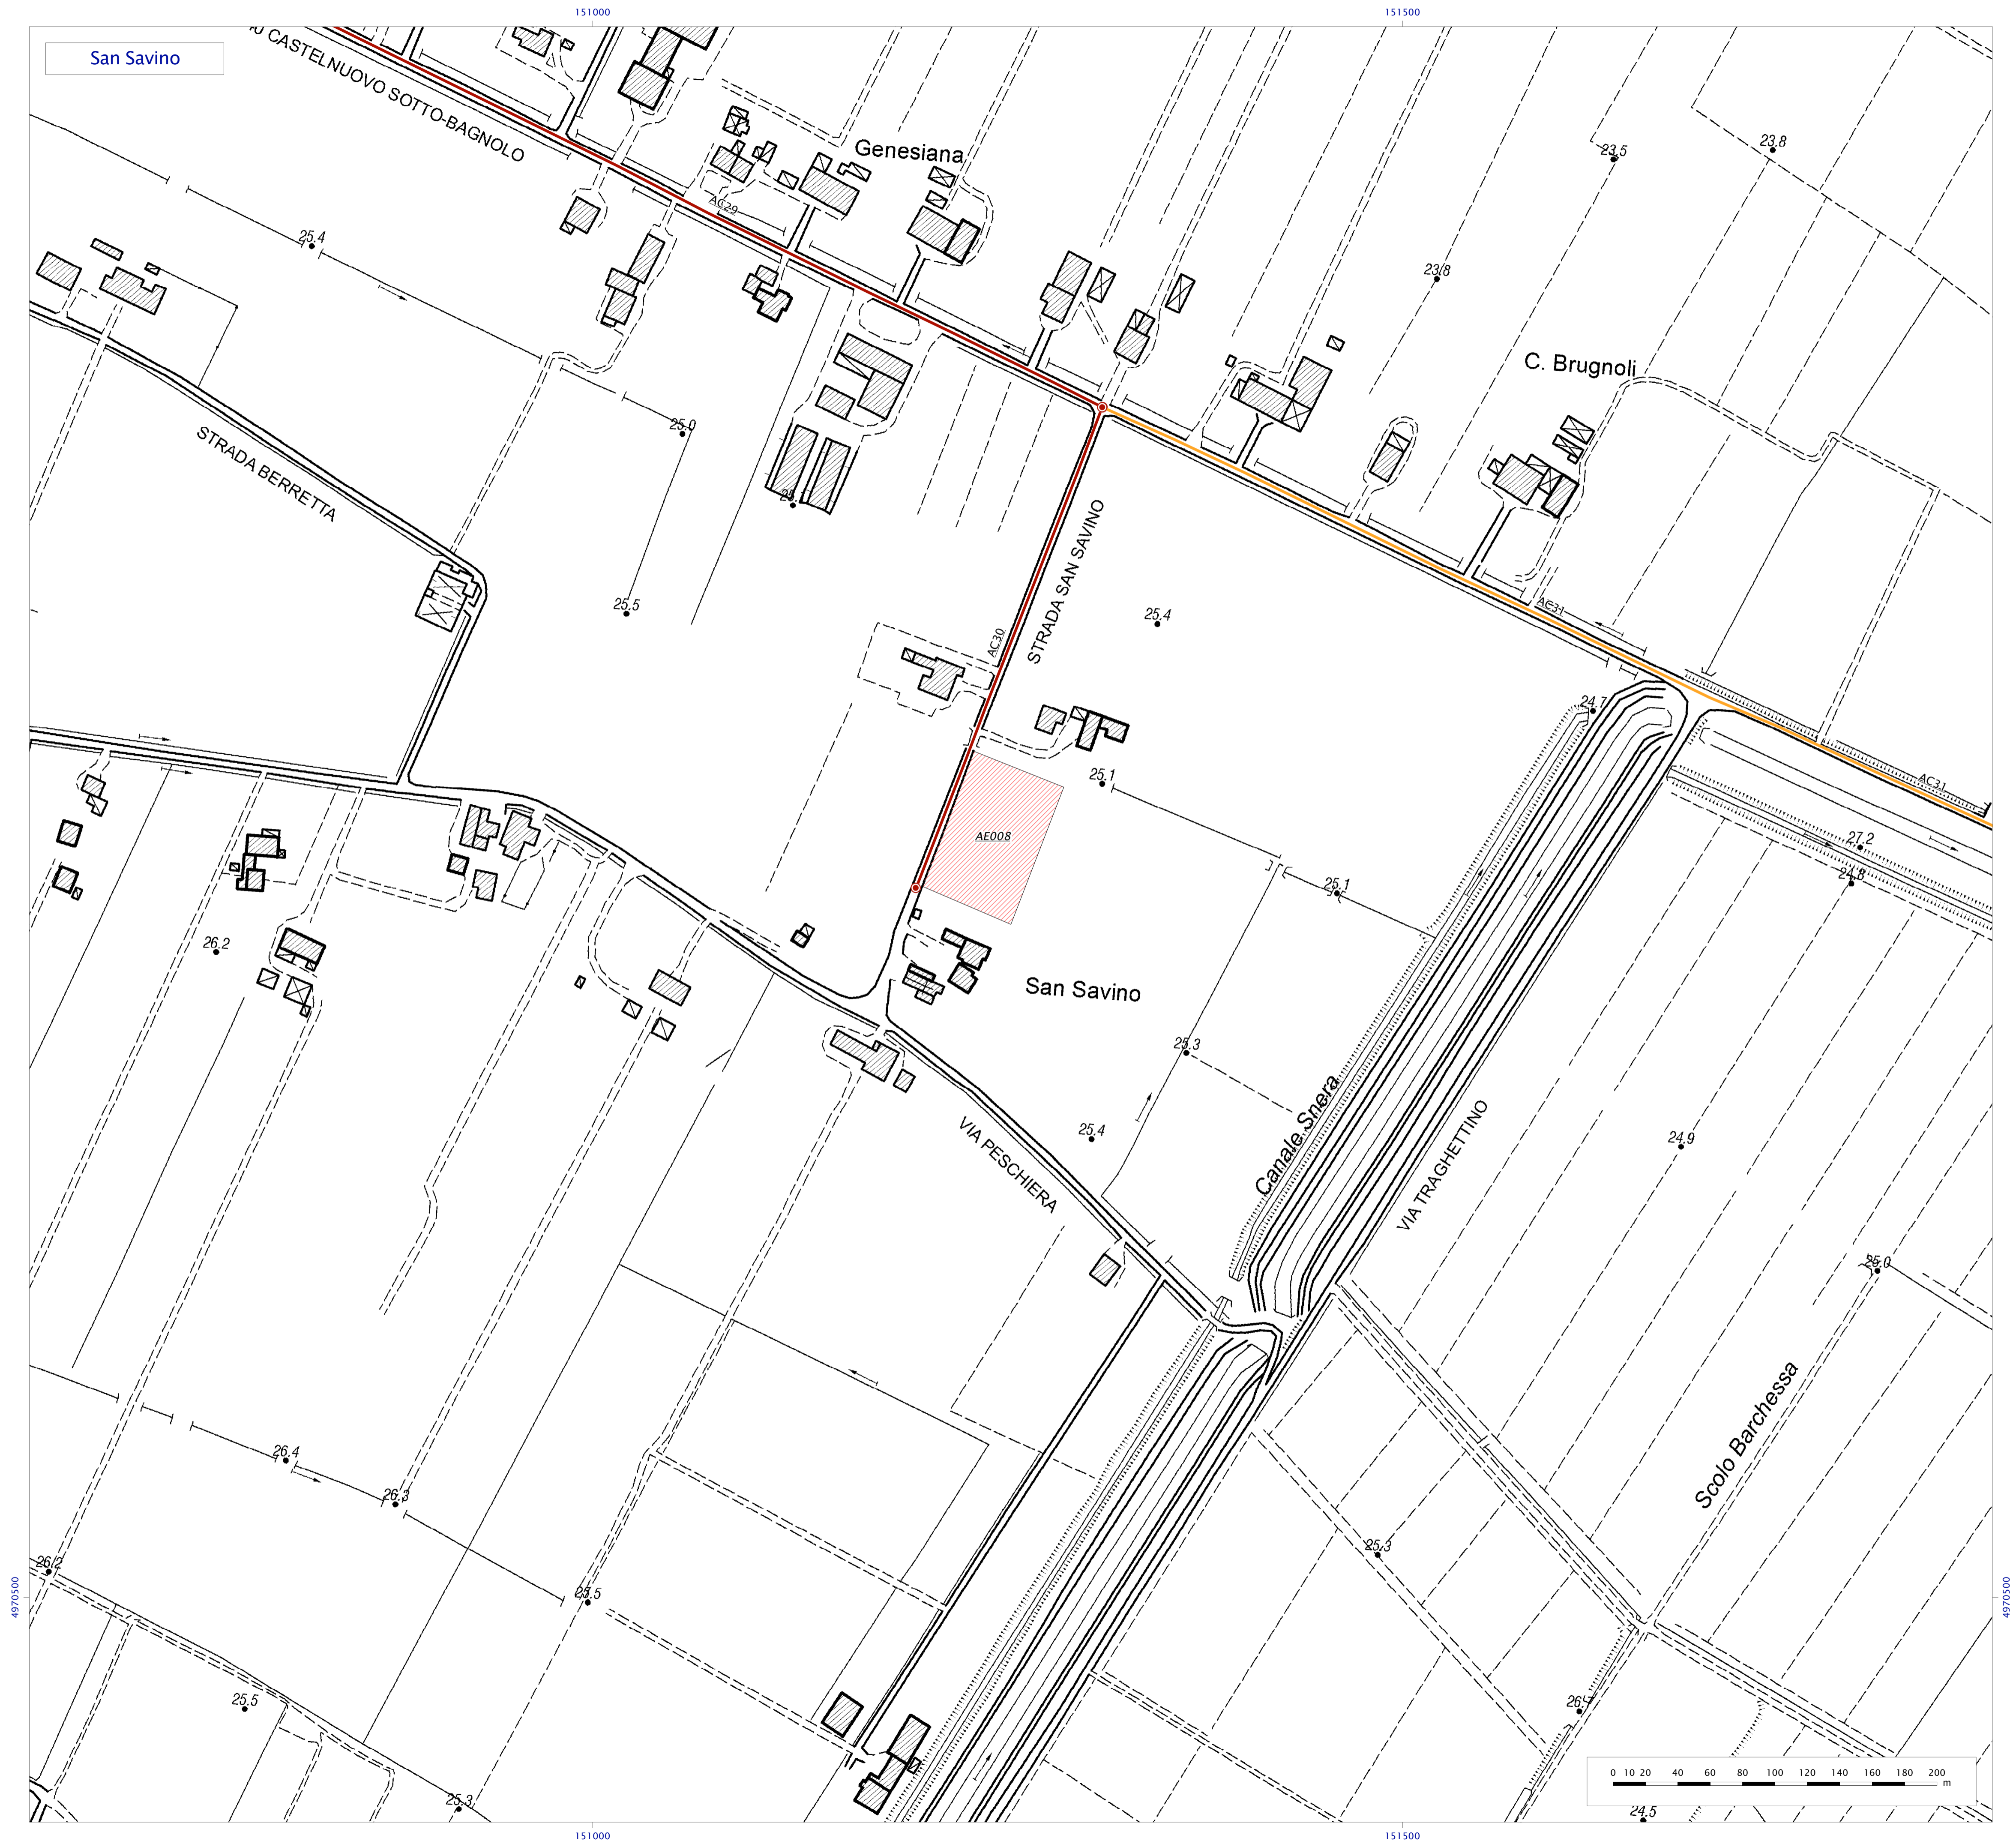 151000
151500
San Savino
CASTELNUOVO SOTTO-BAGNOLO
Genesiana
23.5
23.8
AC29
25.4
23.8
C. Brugnoli
STRADA BERRETTA
25.0
STRADA SAN SAVINO
25.5
25.4
AC31
AC30
24.7
25.1
AC31
AE008
27.2
24.8
25.1
26.2
San Savino
25.3
Canale Snera
25.4
VIA PESCHIERA
VIA TRAGHETTINO
24.9
25.0
Scolo Barchessa
26.4
26.3
25.3
26.2
25.5
4970500
4970500
25.5
26.7
25.3
0 10 20 40 60 80 100 120 140 160 180 200 m
24.5
151000
151500